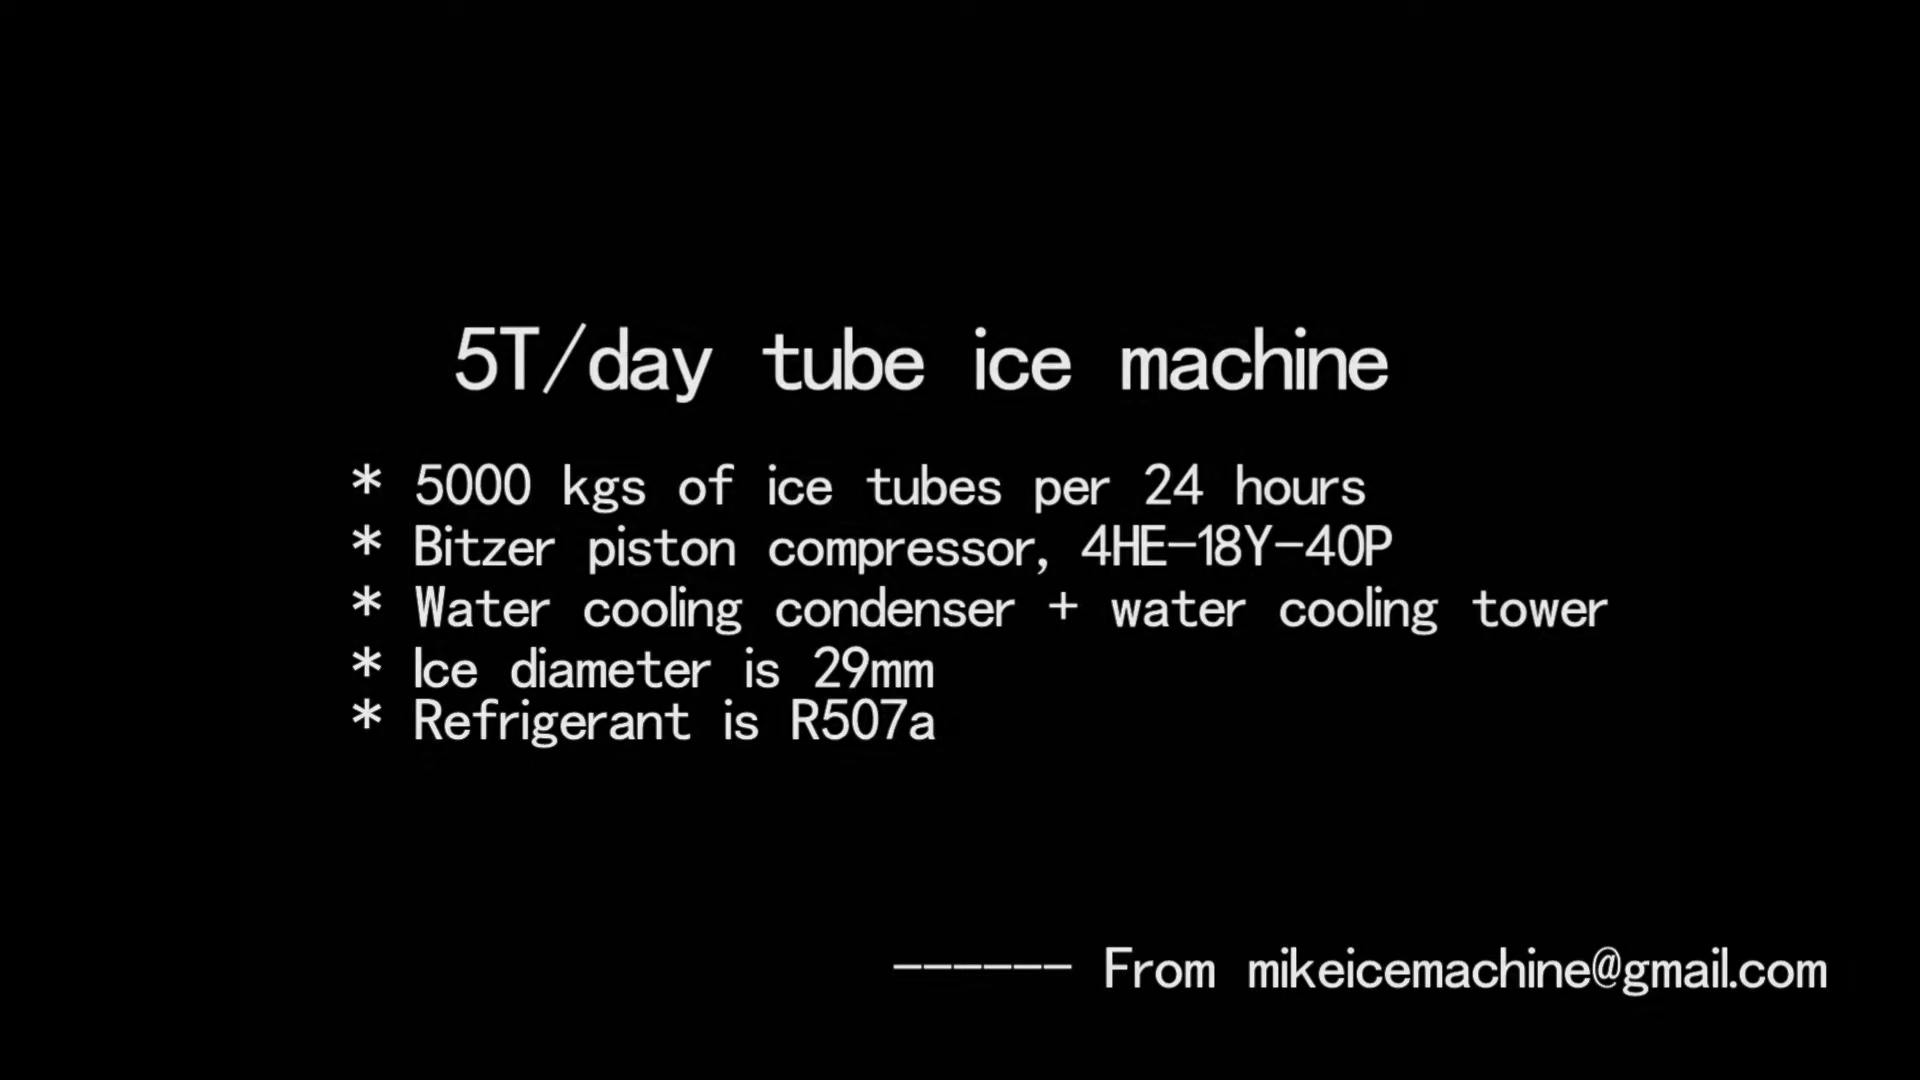 5T/day tube ice machine
* 5000 kgs of ice tubes per 24 hours
* Bitzer piston compressor, 4HE-18Y-40P
* Water cooling condenser + water cooling tower
* Ice diameter is 29mm
* Refrigerant is R507a
------ From mikeicemachine@gmail.com